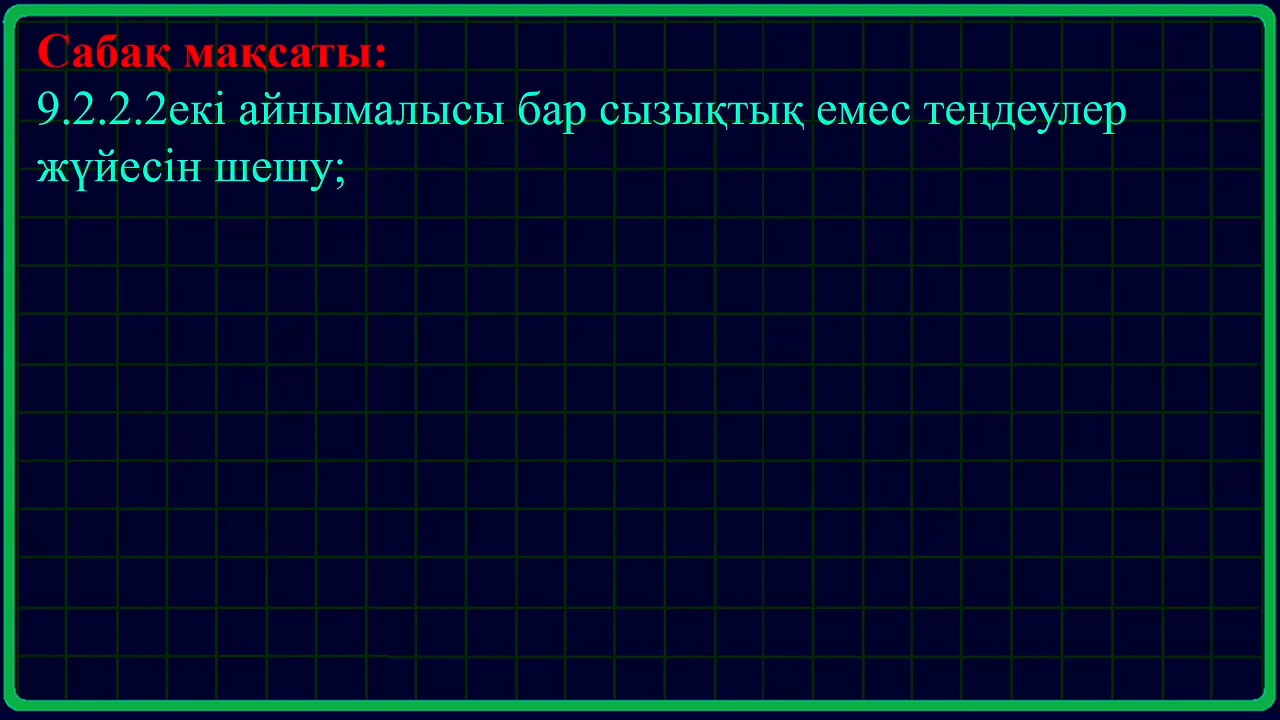 Сабақ мақсаты:
9.2.2.2екі айнымалысы бар сызықтық емес теңдеулер
жүйесін шешу;